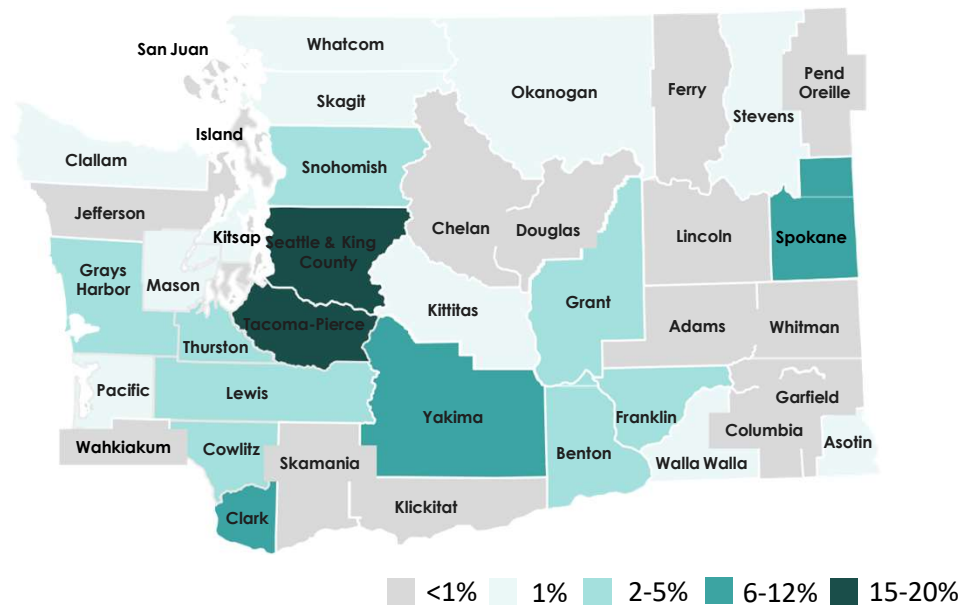 San Juan
Whatcom
Skagit
Okanogan
Ferry
Pend
Oreille
Stevens
Island
Clallam
Snohomish
Jefferson
Chelan
Douglas
Lincoln
Spokane
Kitsap
Seattle & King
County
Grays
Harbor
Mason
Kittitas
Grant
Tacoma-Pierce
Adams
Whitman
Thurston
Pacific
Lewis
Yakima
Franklin
Garfield
Columbia
Asotin
Wahkiakum
Cowlitz
Skamania
Benton
Walla Walla
Klickitat
Clark
<1% 1% 2-5% 6-12% 15-20%